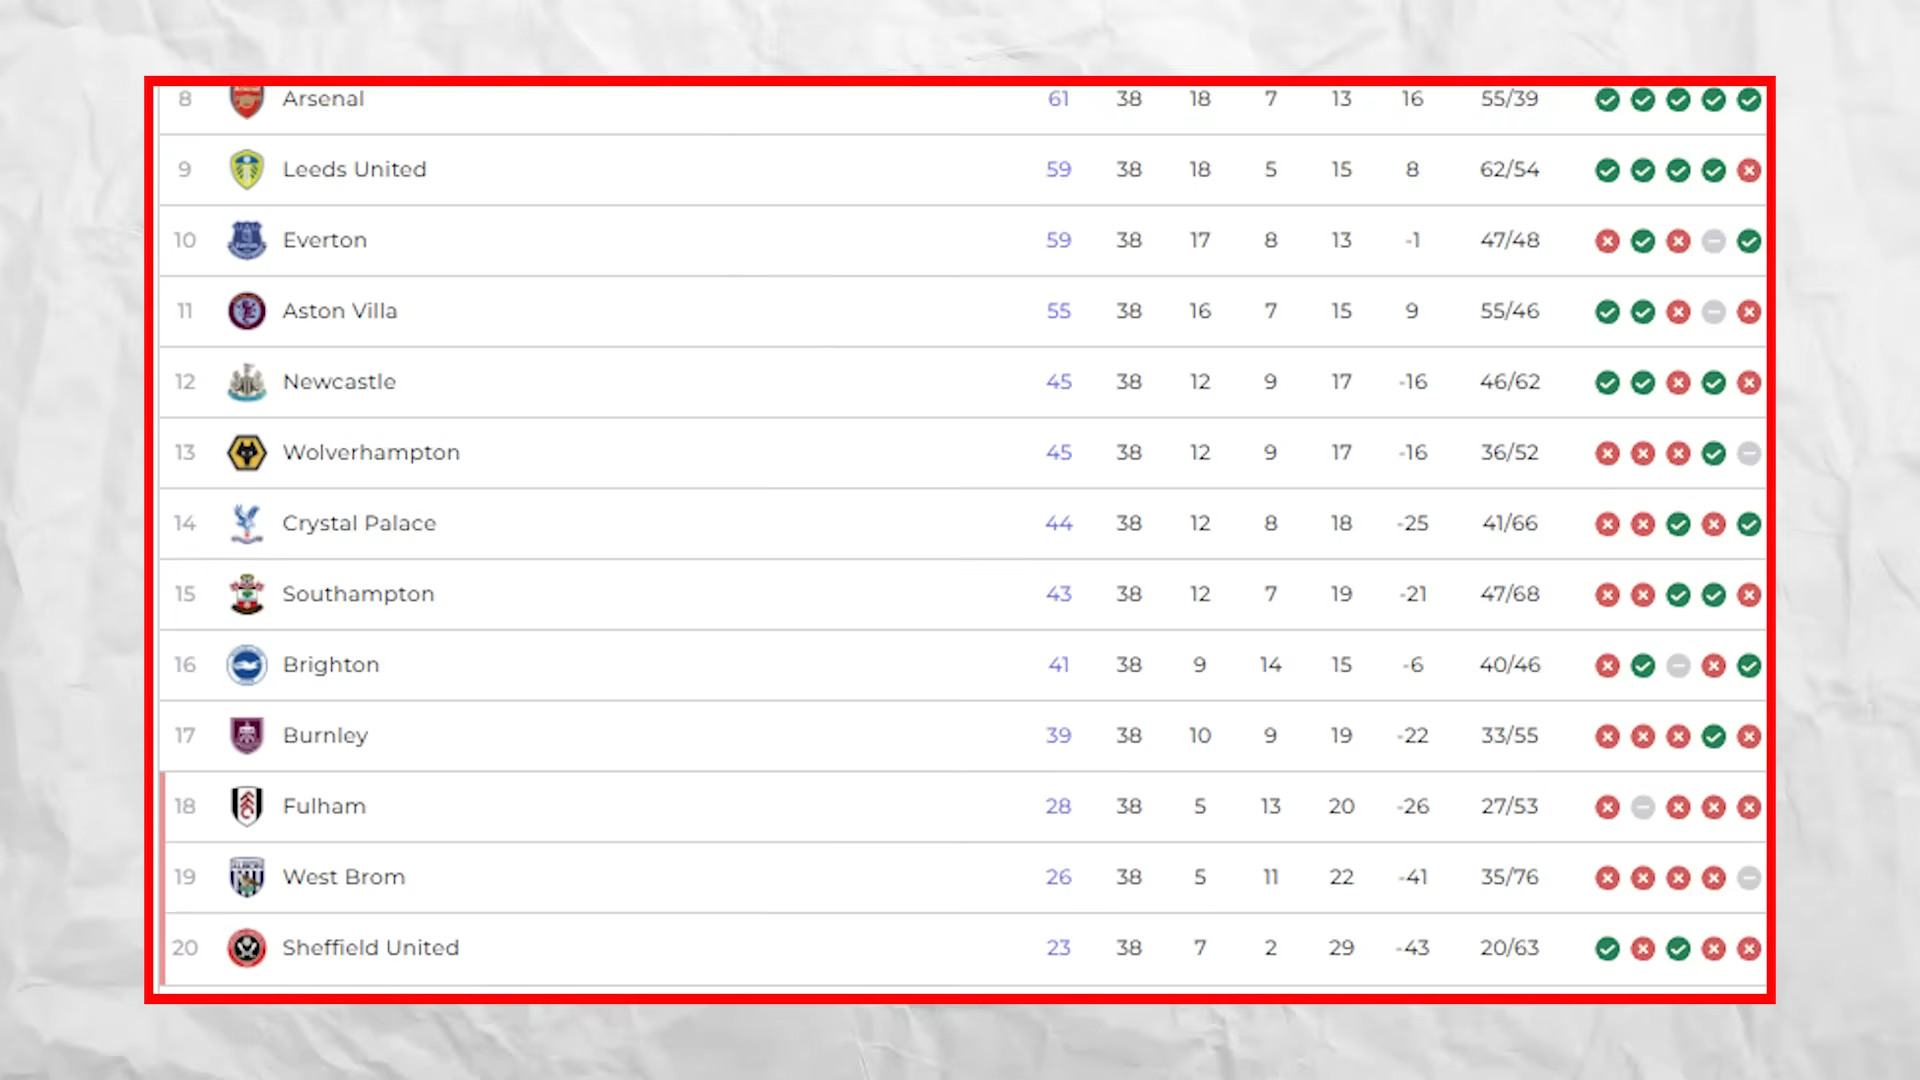 8 Arsenal 61 38 18 7 13 16 55/39
9 Leeds United 59 38 18 5 15 8 62/54
10 Everton 59 38 17 8 13 -1 47/48
11 Aston Villa 55 38 16 7 15 9 55/46
12 Newcastle 45 38 12 9 17 -16 46/62
13 Wolverhampton 45 38 12 9 17 -16 36/52
14 Crystal Palace 44 38 12 8 18 -25 41/66
15 Southampton 43 38 12 7 19 -21 47/68
16 Brighton 41 38 9 14 15 -6 40/46
17 Burnley 39 38 10 9 19 -22 33/55
18 Fulham 28 38 5 13 20 -26 27/53
19 West Brom 26 38 5 11 22 -41 35/76
20 Sheffield United 23 38 7 2 29 -43 20/63